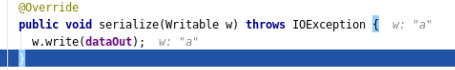 @Override
public void serialize(Writable w) throws IOException { w: "a"
w.write(dataOut); w: "a"
}